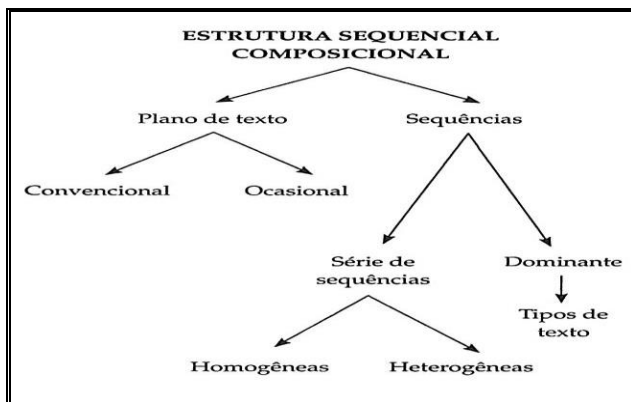 ESTRUTURA SEQUENCIAL
COMPOSICIONAL
Plano de texto
Sequências
Convencional
Ocasional
Série de
sequências
Dominante
Tipos de
texto
Homogêneas
Heterogêneas